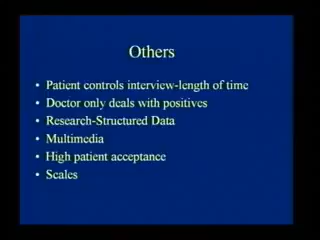 Others
• Patient controls interview-length of time
• Doctor only deals with positives
• Research-Structured Data
• Multimedia
• High patient acceptance
• Scales